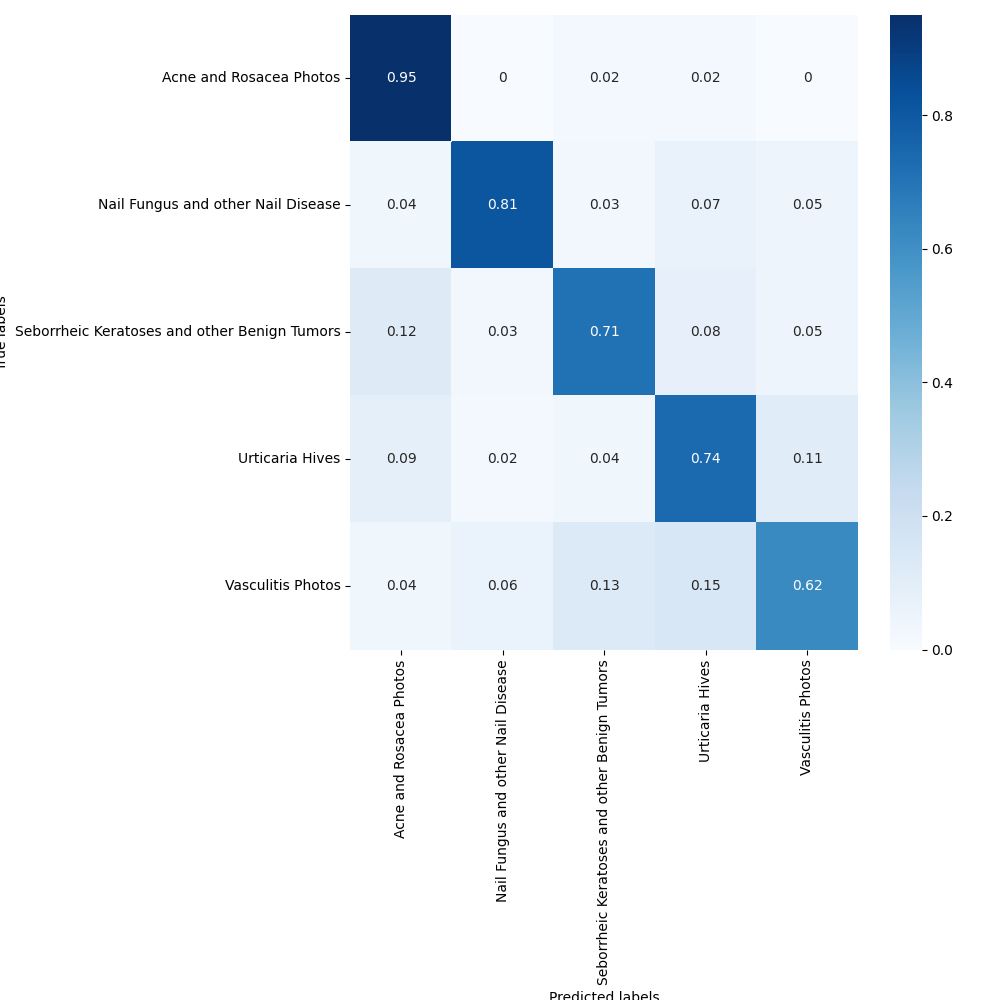 Acne and Rosacea Photos 0.95 0 0.02 0.02 0
Nail Fungus and other Nail Disease 0.04 0.81 0.03 0.07 0.05
Seborrheic Keratoses and other Benign Tumors 0.12 0.03 0.71 0.08 0.05
Urticaria Hives 0.09 0.02 0.04 0.74 0.11
Vasculitis Photos 0.04 0.06 0.13 0.15 0.62
True labels
Acne and Rosacea Photos
Nail Fungus and other Nail Disease
Seborrheic Keratoses and other Benign Tumors
Urticaria Hives
Vasculitis Photos
Predicted labels
0.8
0.6
0.4
0.2
0.0